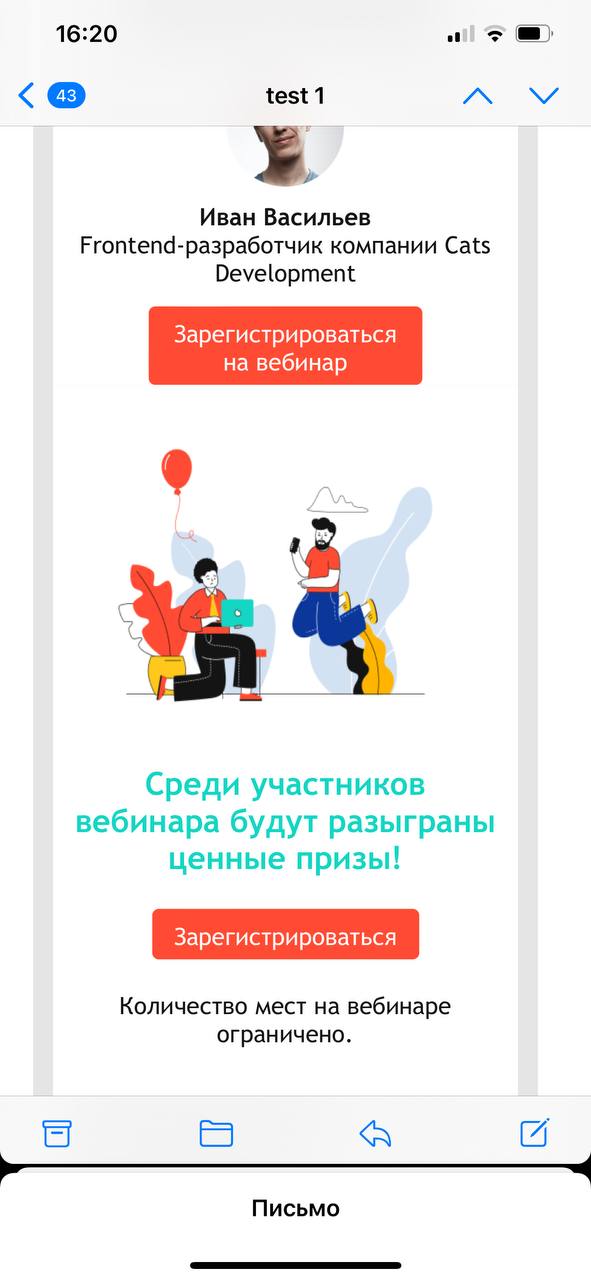 16:20
43
test 1
Иван Васильев
Frontend-разработчик компании Cats
Development
Зарегистрироваться
на вебинар
Среди участников
вебинара будут разыграны
ценные призы!
Зарегистрироваться
Количество мест на вебинаре
ограничено.
Письмо